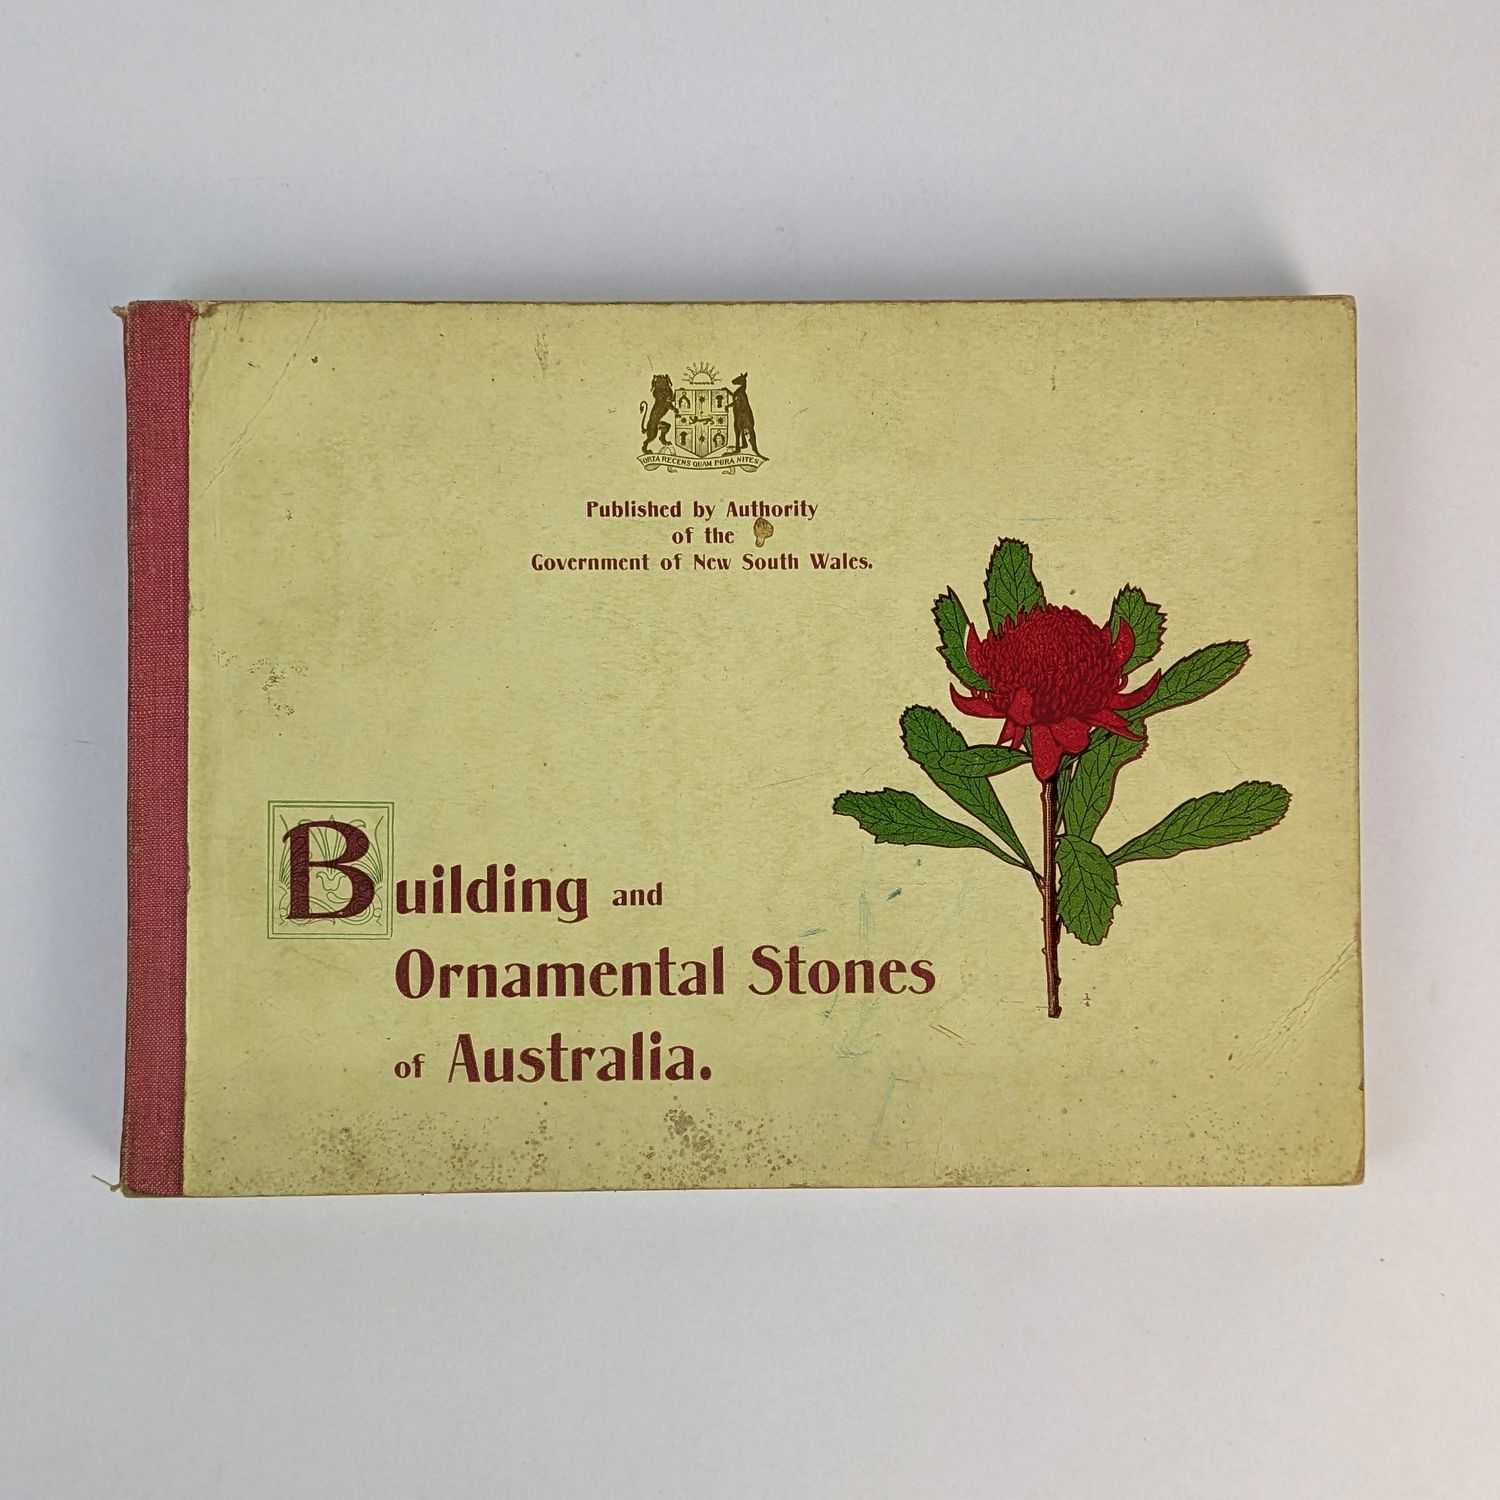 ORTA RECENS QUAM PURA NITES
Published by Authority
of the
Government of New South Wales.
Building and
Ornamental Stones
of Australia.